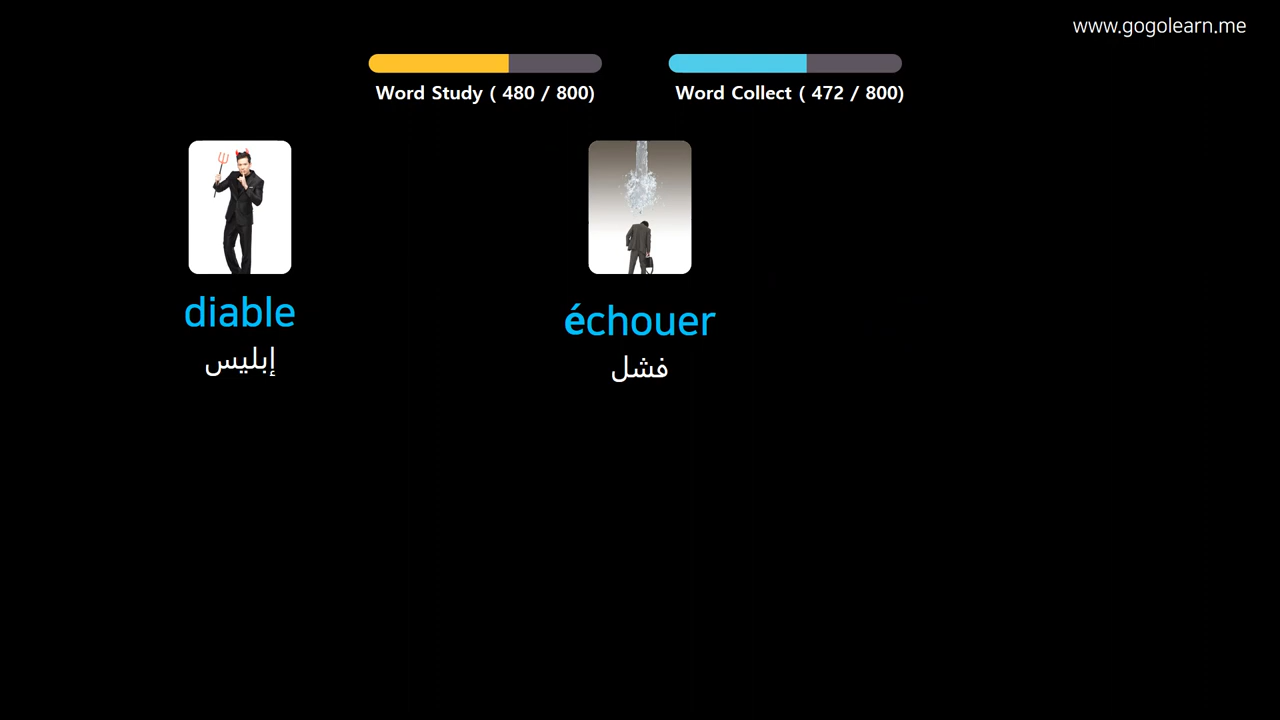 www.gogolearn.me
Word Study ( 480 / 800)
Word Collect ( 472 / 800)
diable
إبليس
échouer
فشل